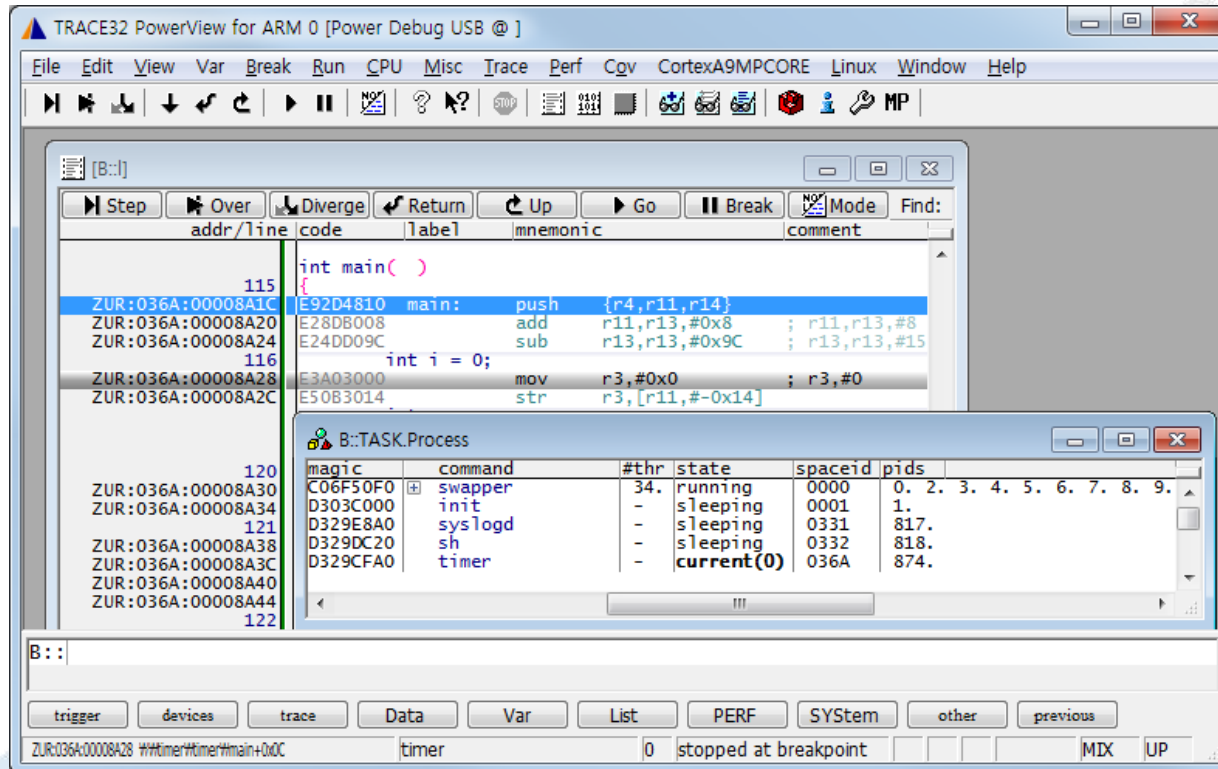 TRACE32 PowerView for ARM 0 [Power Debug USB @ ]
File Edit View Var Break Run CPU Misc Trace Perf Cov CortexA9MPCORE Linux Window Help
MP
[B::l]
Step Over Diverge Return Up Go Break Mode Find:
addr/line code label mnemonic comment
int main( )
115 {
ZUR:036A:00008A1C E92D4810 main: push {r4,r11,r14}
ZUR:036A:00008A20 E28DB008 add r11,r13,#0x8 ; r11,r13,#8
ZUR:036A:00008A24 E24DD09C sub r13,r13,#0x9C ; r13,r13,#15
116 int i = 0;
ZUR:036A:00008A28 E3A03000 mov r3,#0x0 ; r3,#0
ZUR:036A:00008A2C E50B3014 str r3,[r11,#-0x14]
120
ZUR:036A:00008A30
ZUR:036A:00008A34
121
ZUR:036A:00008A38
ZUR:036A:00008A3C
ZUR:036A:00008A40
ZUR:036A:00008A44
122
B::TASK.Process
magic command #thr state spaceid pids
C06F50F0 swapper 34. running 0000 0. 2. 3. 4. 5. 6. 7. 8. 9.
D303C000 init - sleeping 0001 1.
D329E8A0 syslogd - sleeping 0331 817.
D329DC20 sh - sleeping 0332 818.
D329CFA0 timer - current(0) 036A 874.
B::
trigger devices trace Data Var List PERF SYStem other previous
ZUR:036A:00008A28 \\timer\timer\main+0x0C timer 0 stopped at breakpoint MIX UP